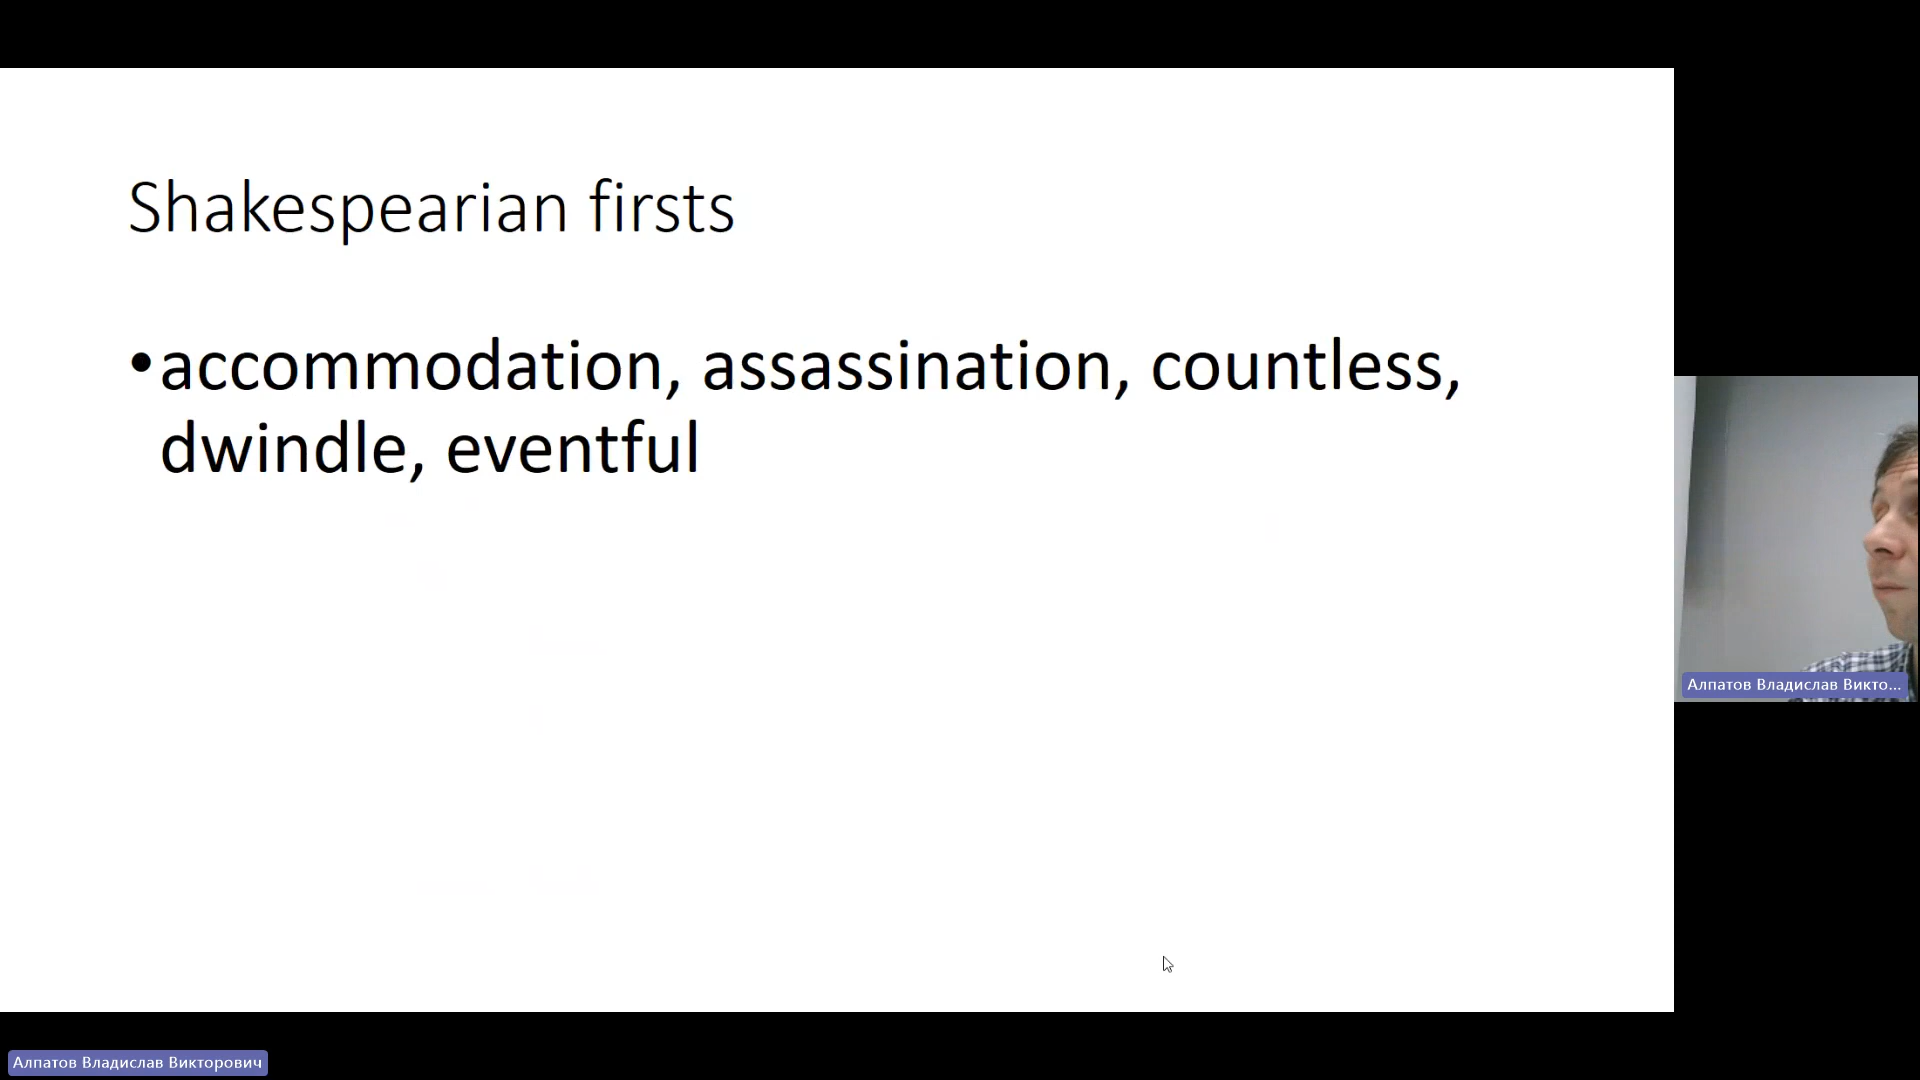 Shakespearian firsts
•accommodation, assassination, countless,
dwindle, eventful
Алпатов Владислав Викто...
Алпатов Владислав Викторович